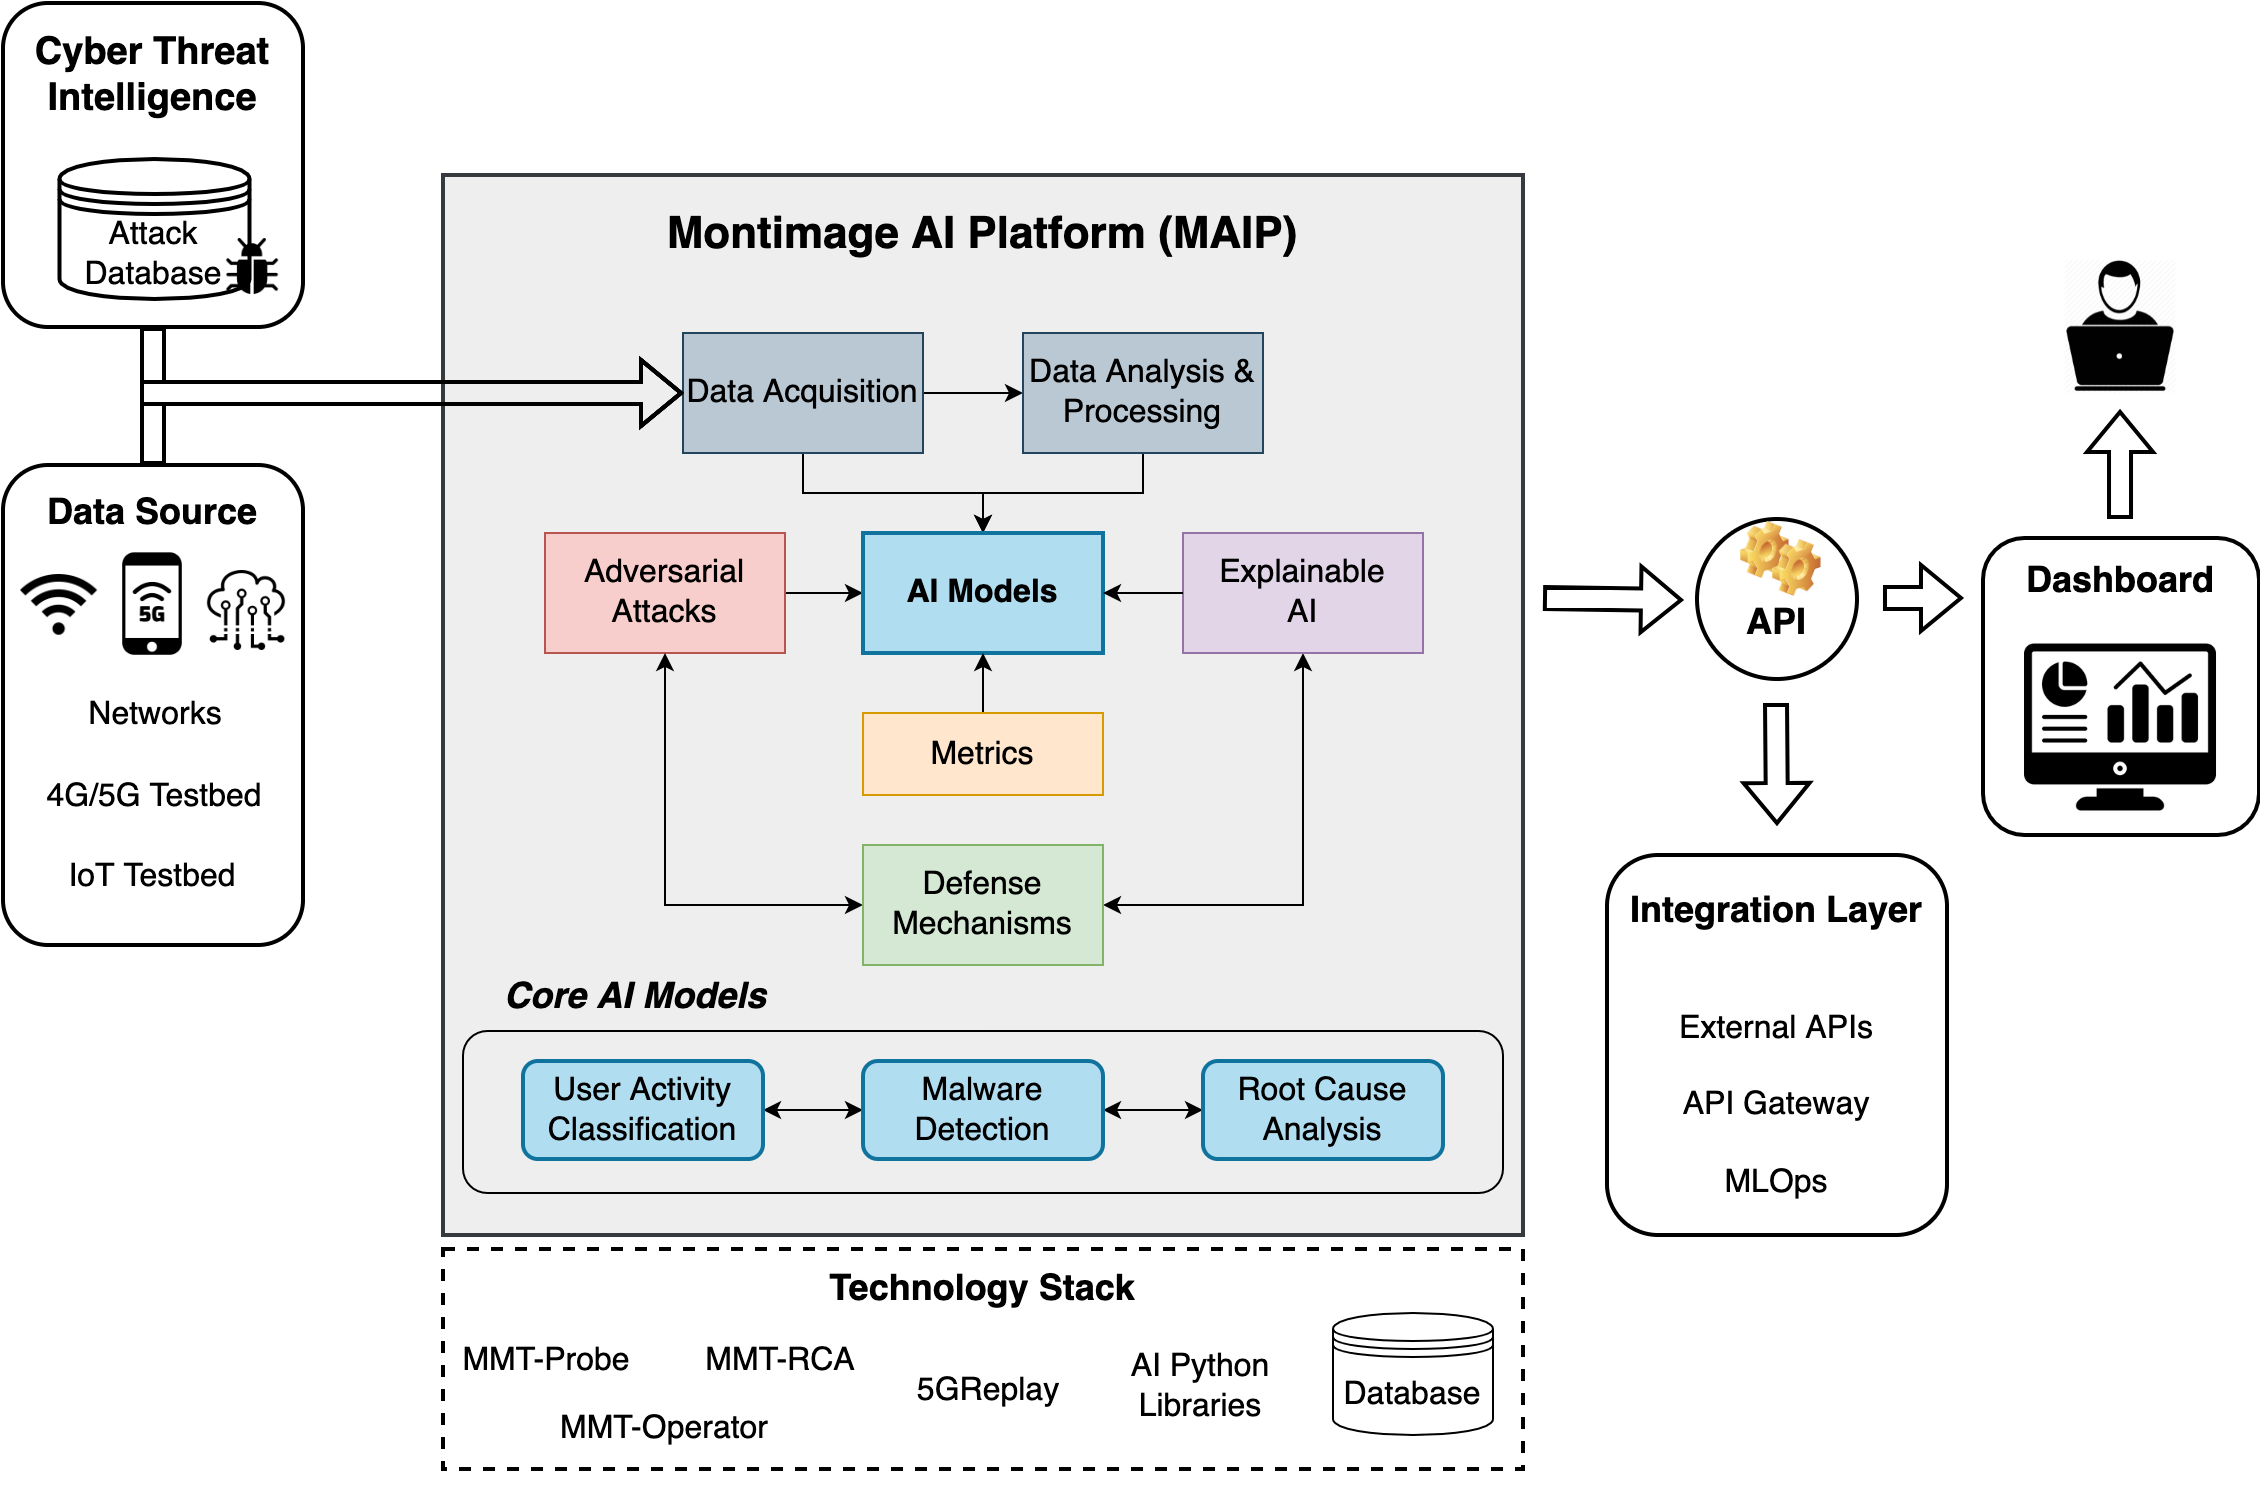 Cyber Threat
Intelligence
Attack
Database
Data Source
5G
Networks
4G/5G Testbed
IoT Testbed
Montimage AI Platform (MAIP)
Data Acquisition
Data Analysis &
Processing
Adversarial
Attacks
AI Models
Explainable
AI
Metrics
Defense
Mechanisms
Core AI Models
User Activity
Classification
Malware
Detection
Root Cause
Analysis
Technology Stack
MMT-Probe
MMT-RCA
MMT-Operator
5GReplay
AI Python
Libraries
Database
API
Dashboard
Integration Layer
External APIs
API Gateway
MLOps